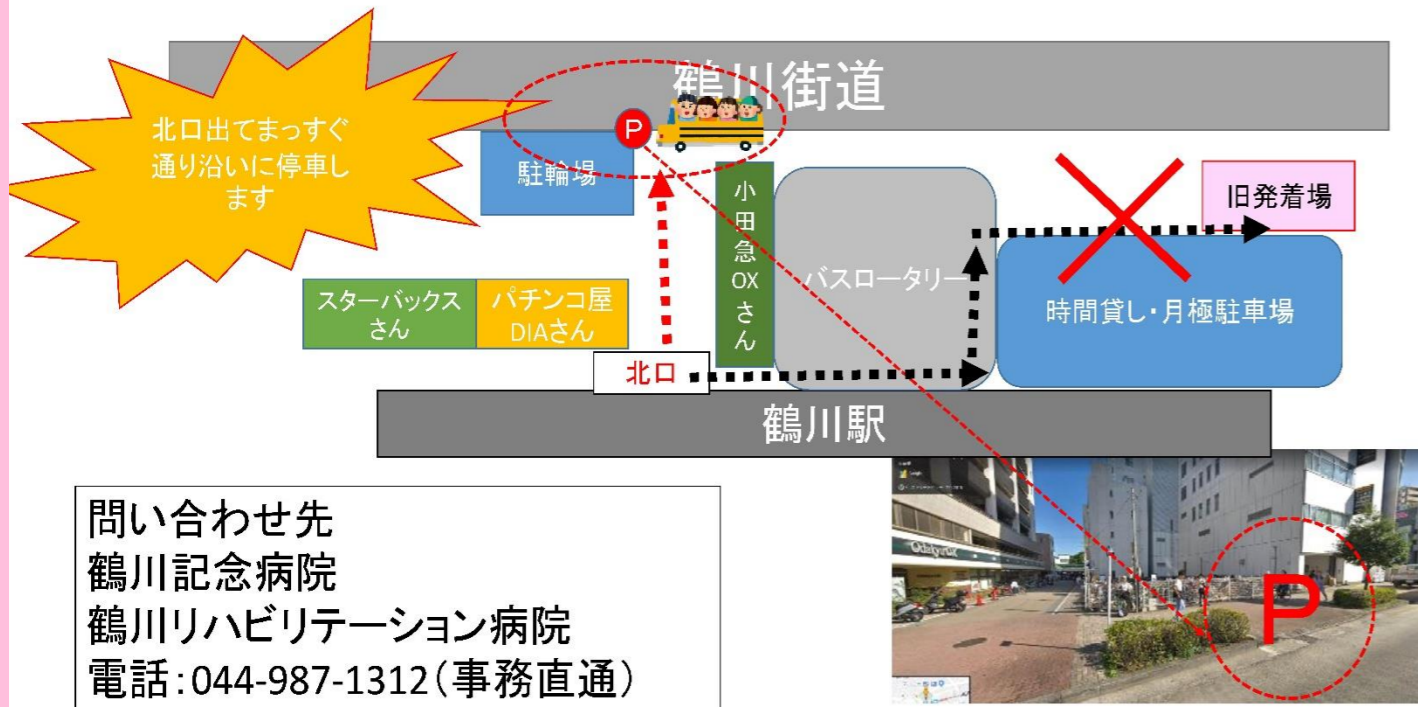 鶴川街道
北口出てまっすぐ
通り沿いに停車し
ます
P
駐輪場
小田急OXさん
バスロータリー
旧発着場
スターバックス
さん
パチンコ屋
DIAさん
時間貸し・月極駐車場
北口
鶴川駅
問い合わせ先
鶴川記念病院
鶴川リハビリテーション病院
電話:044-987-1312(事務直通)
OdakyuOX
P